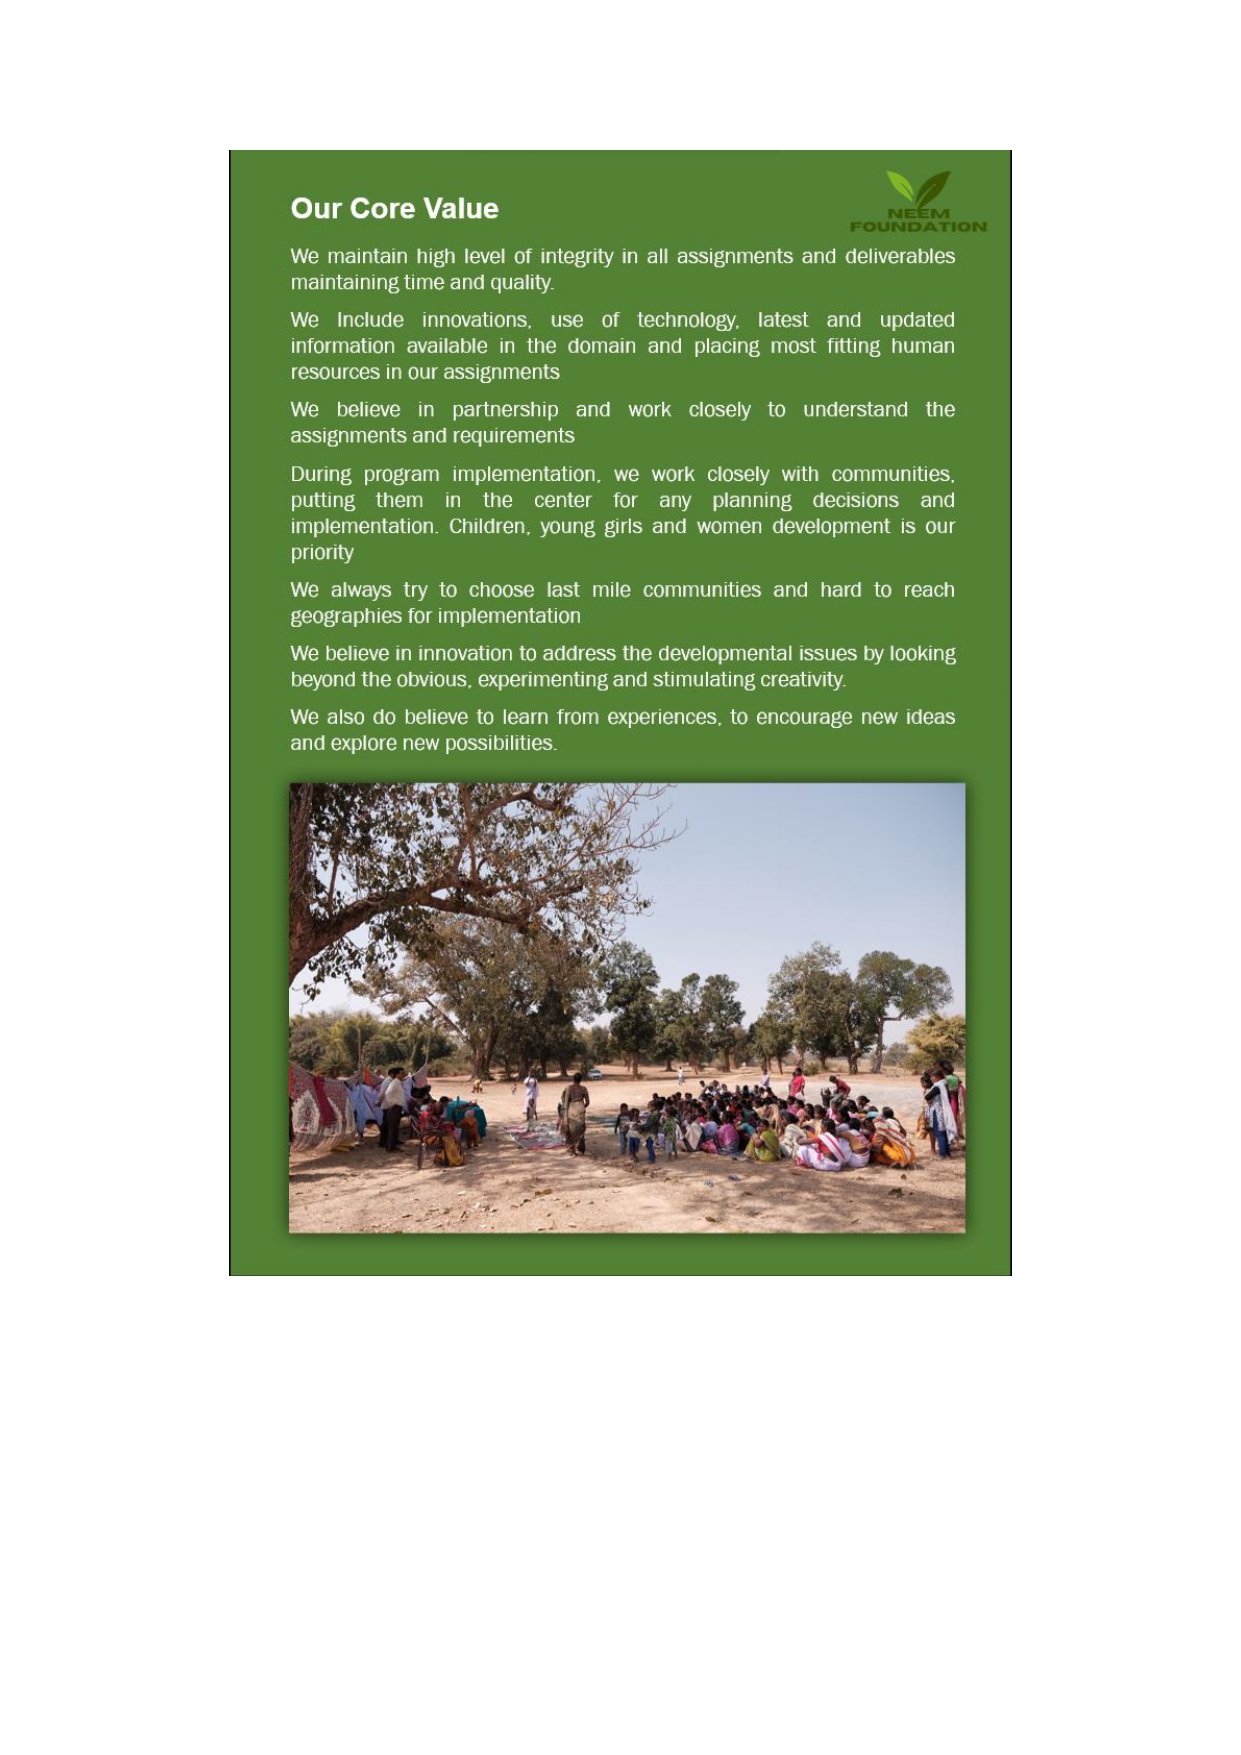 Our Core Value
NEEM
FOUNDATION
We maintain high level of integrity in all assignments and deliverables
maintaining time and quality.
We Include innovations, use of technology, latest and updated
information available in the domain and placing most fitting human
resources in our assignments
We believe in partnership and work closely to understand the
assignments and requirements
During program implementation, we work closely with communities,
putting them in the center for any planning decisions and
implementation. Children, young girls and women development is our
priority
We always try to choose last mile communities and hard to reach
geographies for implementation
We believe in innovation to address the developmental issues by looking
beyond the obvious, experimenting and stimulating creativity.
We also do believe to learn from experiences, to encourage new ideas
and explore new possibilities.